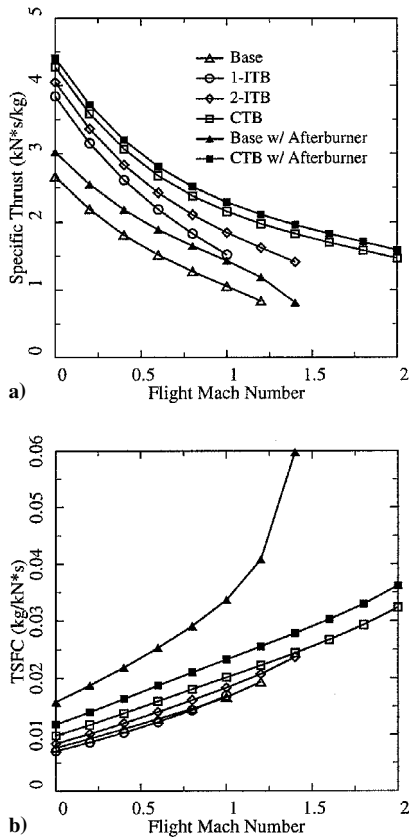 5
4
3
2
1
0
Specific Thrust (kN*s/kg)
Base
1-ITB
2-ITB
CTB
Base w/ Afterburner
CTB w/ Afterburner
0 0.5 1 1.5 2
a)
Flight Mach Number
0.06
0.05
0.04
0.03
0.02
0.01
0
TSFC (kg/kN*s)
0 0.5 1 1.5 2
b)
Flight Mach Number